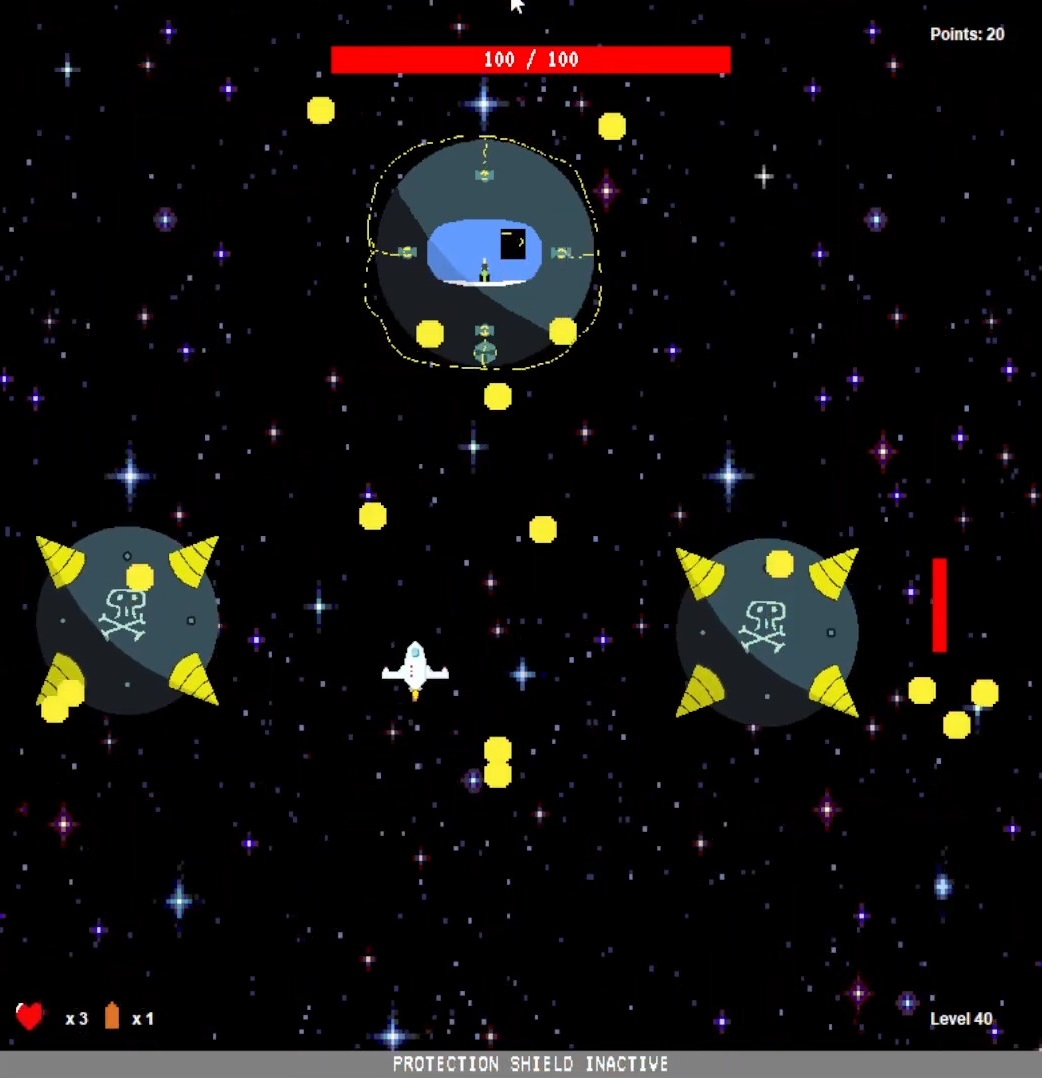 Points: 20
100 / 100
x 3
x 1
Level 40
PROTECTION SHIELD INACTIVE